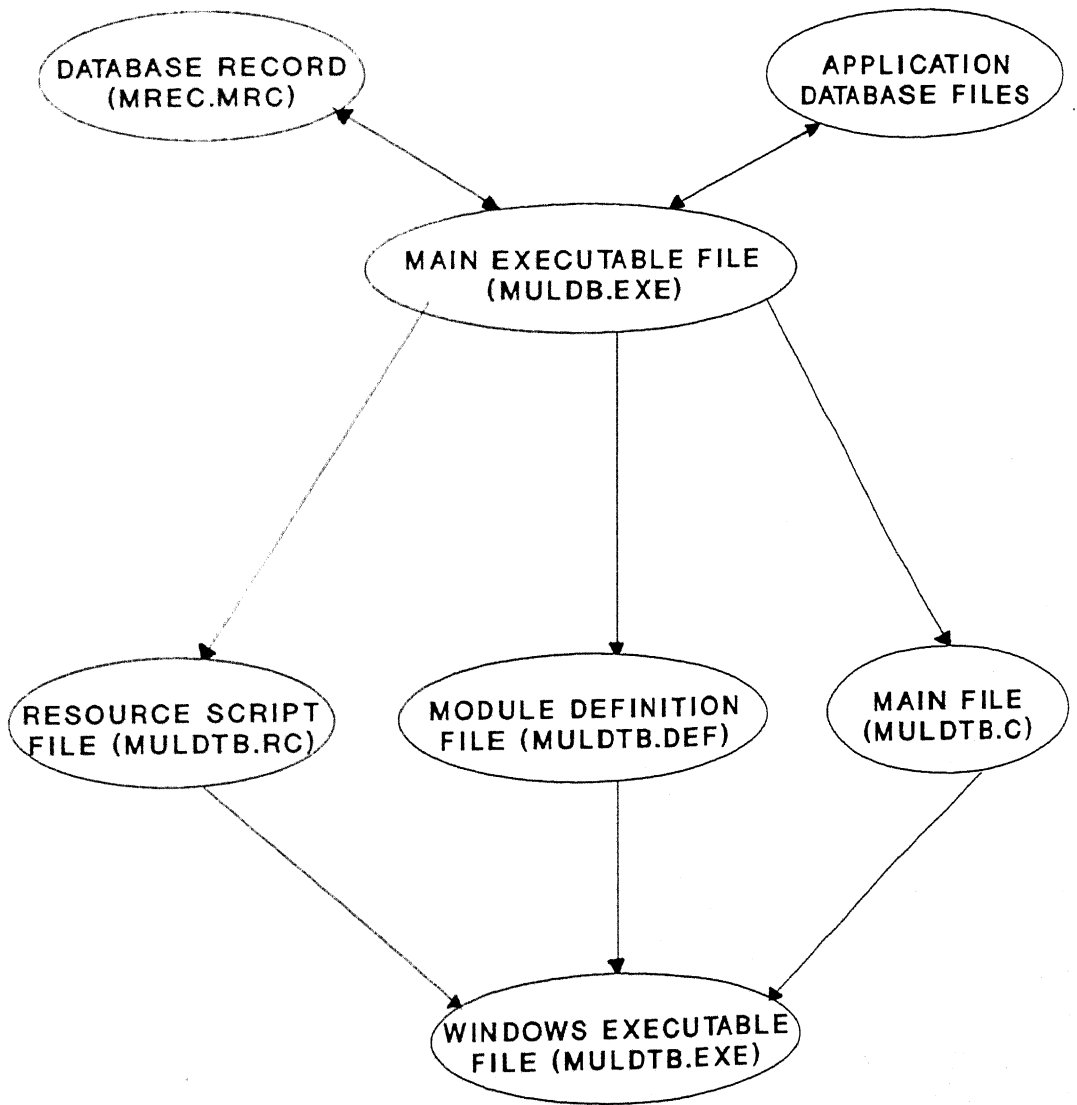 DATABASE RECORD
(MREC.MRC)
APPLICATION
DATABASE FILES
MAIN EXECUTABLE FILE
(MULDB.EXE)
RESOURCE SCRIPT
FILE (MULDTB.RC)
MODULE DEFINITION
FILE (MULDTB.DEF)
MAIN FILE
(MULDTB.C)
WINDOWS EXECUTABLE
FILE (MULDTB.EXE)